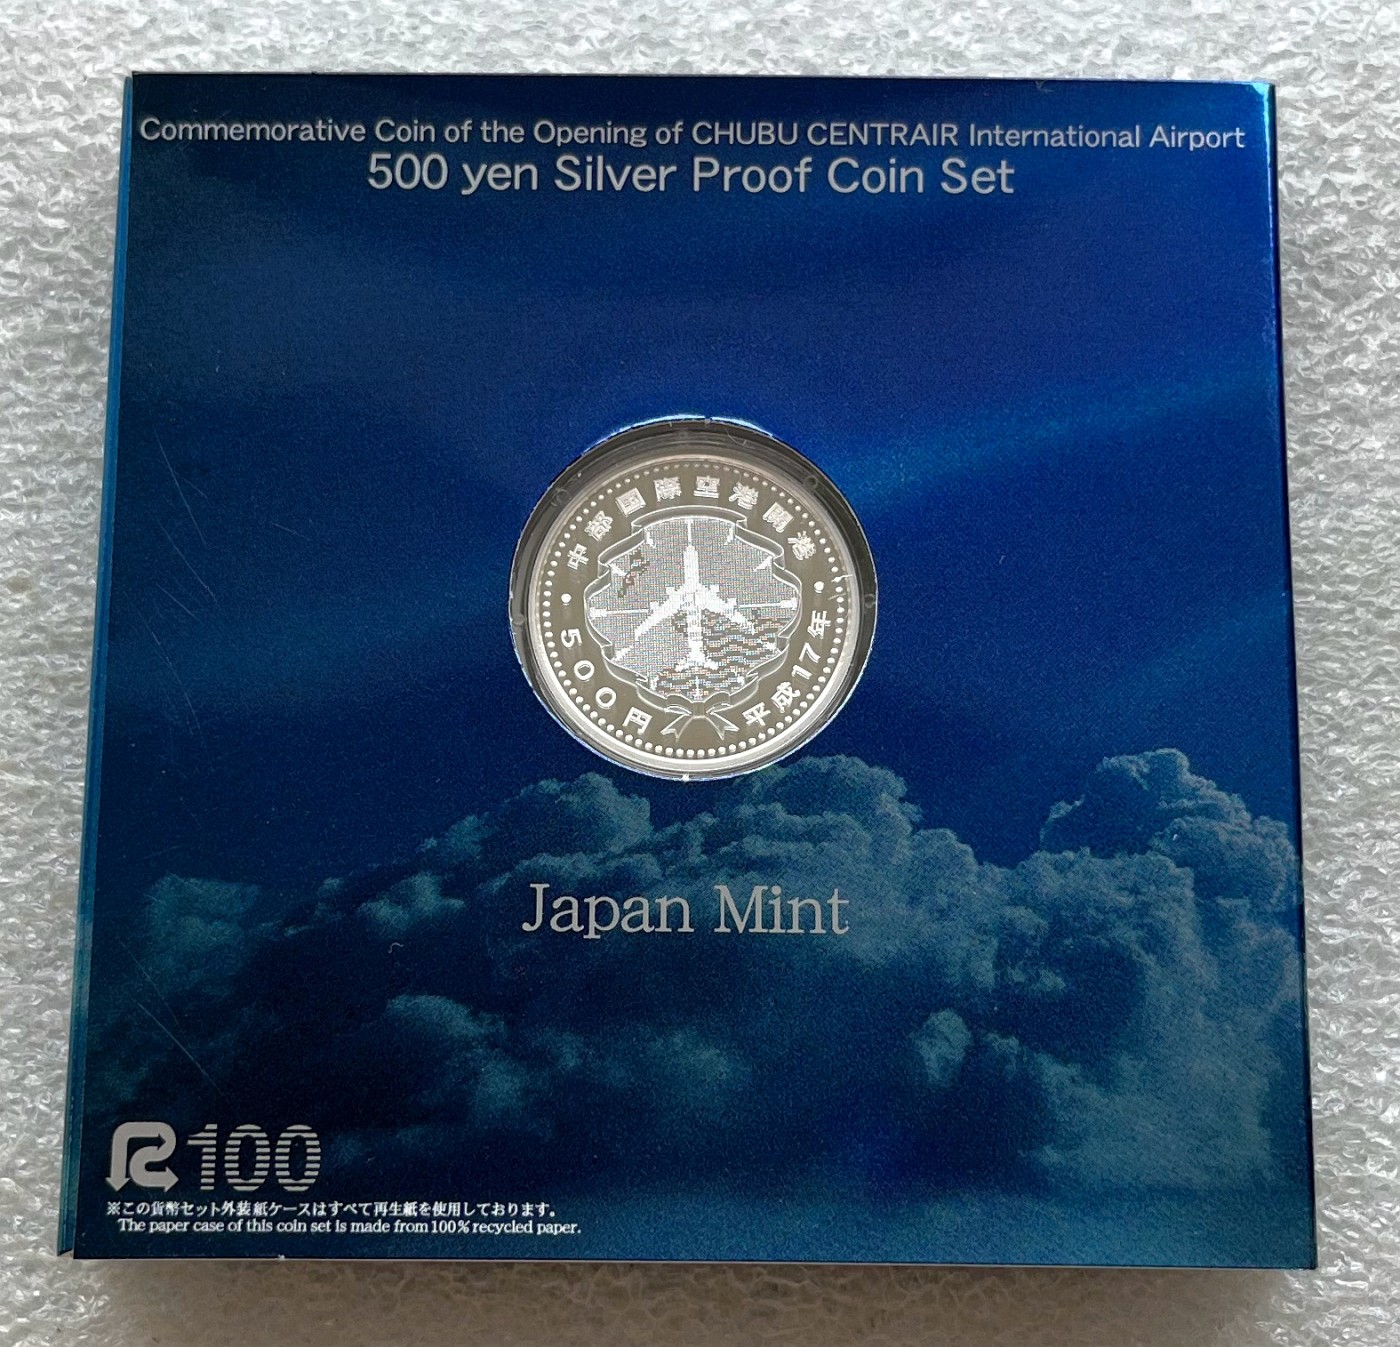 Commemorative Coin of the Opening of CHUBU CENTRAIR International Airport
500 yen Silver Proof Coin Set
中部国際空港開港
500円
平成17年
Japan Mint
R100
※この貨幣セット外装紙ケースはすべて再生紙を使用しております。
The paper case of this coin set is made from 100% recycled paper.